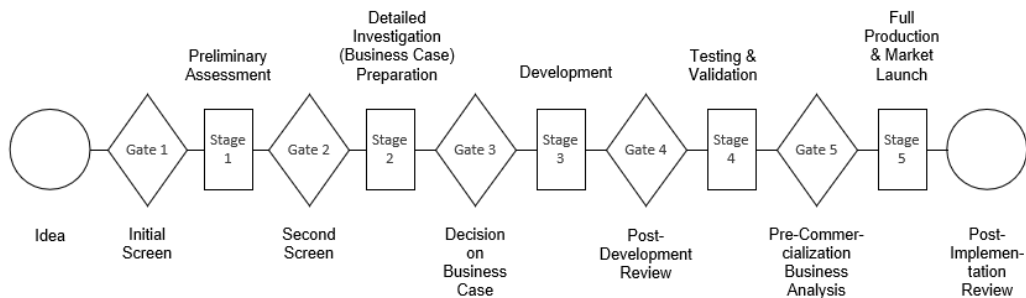 Preliminary
Assessment
Detailed
Investigation
(Business Case)
Preparation
Development
Testing &
Validation
Full
Production
& Market
Launch
Gate 1
Stage
1
Gate 2
Stage
2
Gate 3
Stage
3
Gate 4
Stage
4
Gate 5
Stage
5
Idea
Initial
Screen
Second
Screen
Decision
on
Business
Case
Post-
Development
Review
Pre-Commer-
cialization
Business
Analysis
Post-
Implemen-
tation
Review